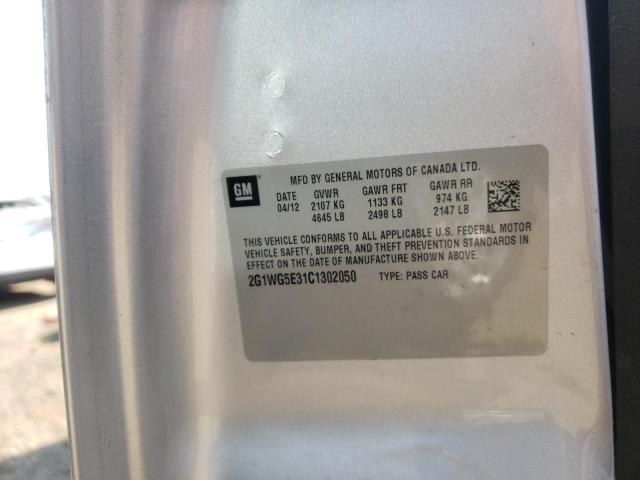 GM
MFD BY GENERAL MOTORS OF CANADA LTD.
DATE GVWR GAWR FRT GAWR RR
04/12 2107 KG 1133 KG 974 KG
4645 LB 2498 LB 2147 LB
THIS VEHICLE CONFORMS TO ALL APPLICABLE U.S. FEDERAL MOTOR
VEHICLE SAFETY, BUMPER, AND THEFT PREVENTION STANDARDS IN
EFFECT ON THE DATE OF MANUFACTURE SHOWN ABOVE.
2G1WG5E31C1302050 TYPE: PASS CAR